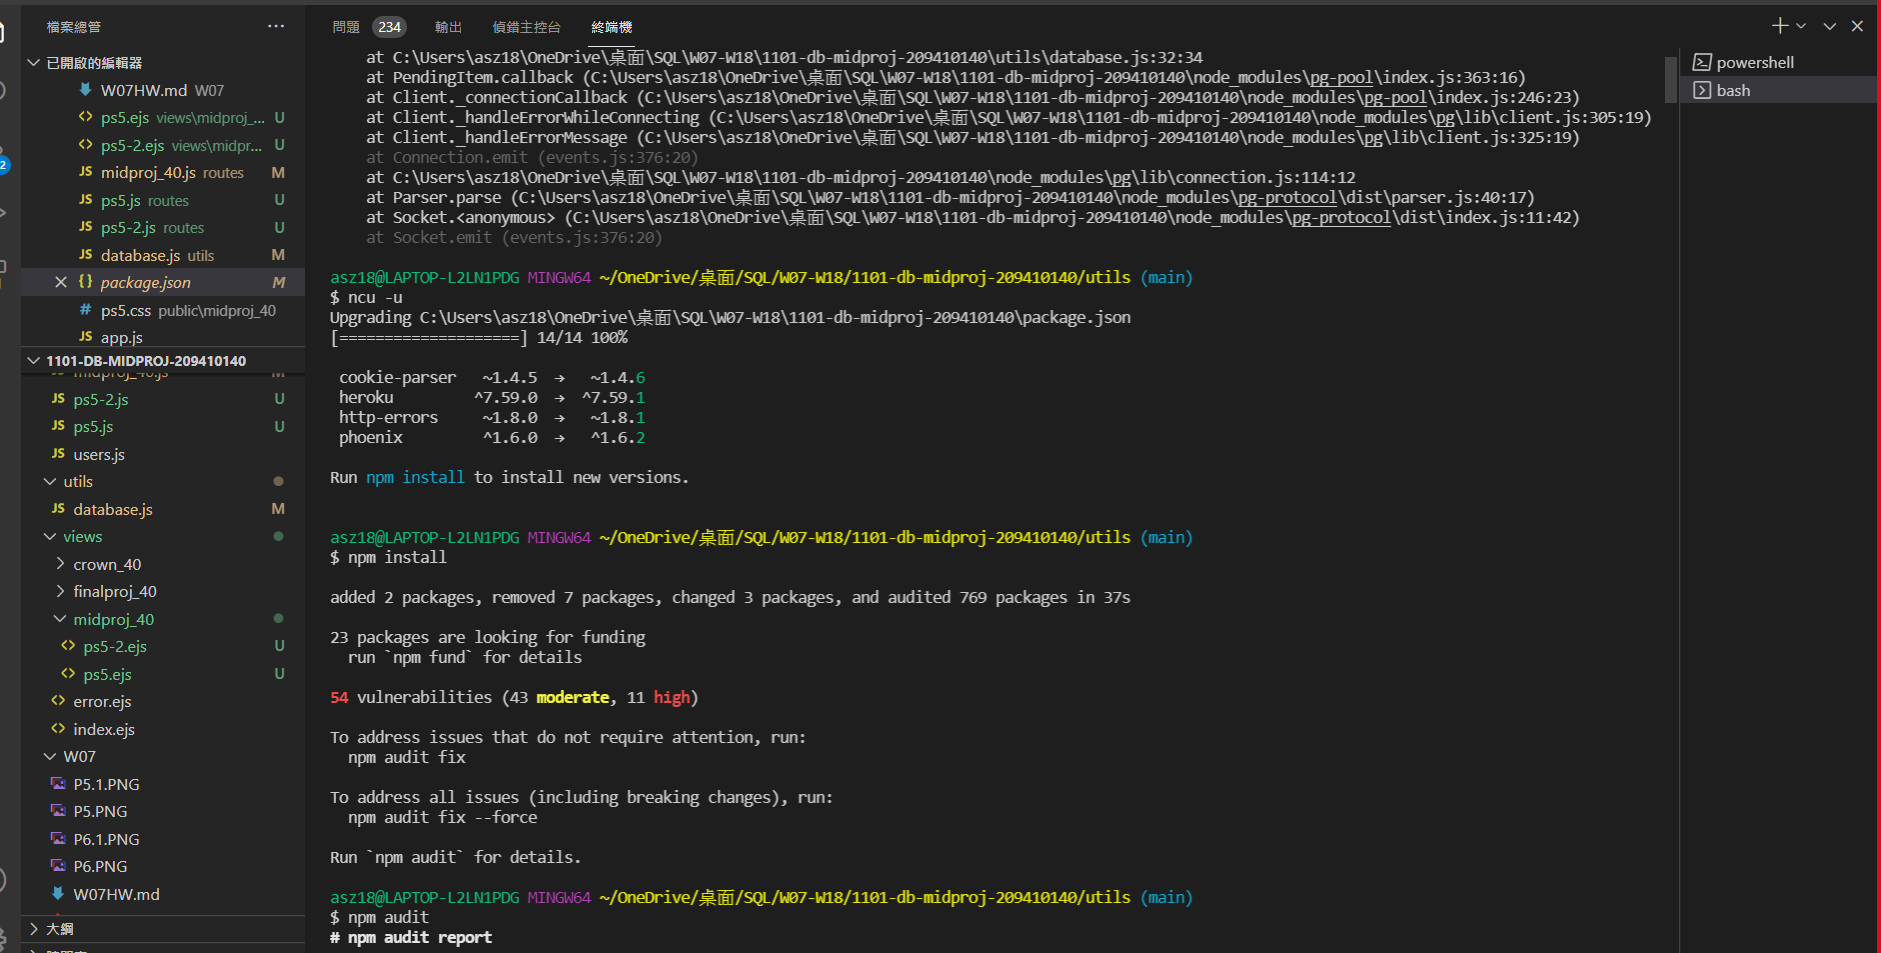 檔案總管
已開啟的編輯器
W07HW.md W07
ps5.ejs views\midproj_... U
ps5-2.ejs views\midpr... U
midproj_40.js routes M
ps5.js routes U
ps5-2.js routes U
database.js utils M
package.json M
ps5.css public\midproj_40
app.js
1101-DB-MIDPROJ-209410140
midproj_40.js M
ps5-2.js U
ps5.js U
users.js
utils
database.js M
views
crown_40
finalproj_40
midproj_40
ps5-2.ejs U
ps5.ejs U
error.ejs
index.ejs
W07
P5.1.PNG
P5.PNG
P6.1.PNG
P6.PNG
W07HW.md
大綱
2
問題 234 輸出 偵錯主控台 終端機
at C:\Users\asz18\OneDrive\桌面\SQL\W07-W18\1101-db-midproj-209410140\utils\database.js:32:34
at PendingItem.callback (C:\Users\asz18\OneDrive\桌面\SQL\W07-W18\1101-db-midproj-209410140\node_modules\pg-pool\index.js:363:16)
at Client._connectionCallback (C:\Users\asz18\OneDrive\桌面\SQL\W07-W18\1101-db-midproj-209410140\node_modules\pg-pool\index.js:246:23)
at Client._handleErrorWhileConnecting (C:\Users\asz18\OneDrive\桌面\SQL\W07-W18\1101-db-midproj-209410140\node_modules\pg\lib\client.js:305:19)
at Client._handleErrorMessage (C:\Users\asz18\OneDrive\桌面\SQL\W07-W18\1101-db-midproj-209410140\node_modules\pg\lib\client.js:325:19)
at Connection.emit (events.js:376:20)
at C:\Users\asz18\OneDrive\桌面\SQL\W07-W18\1101-db-midproj-209410140\node_modules\pg\lib\connection.js:114:12
at Parser.parse (C:\Users\asz18\OneDrive\桌面\SQL\W07-W18\1101-db-midproj-209410140\node_modules\pg-protocol\dist\parser.js:40:17)
at Socket.<anonymous> (C:\Users\asz18\OneDrive\桌面\SQL\W07-W18\1101-db-midproj-209410140\node_modules\pg-protocol\dist\index.js:11:42)
at Socket.emit (events.js:376:20)
asz18@LAPTOP-L2LN1PDG MINGW64 ~/OneDrive/桌面/SQL/W07-W18/1101-db-midproj-209410140/utils (main)
$ ncu -u
Upgrading C:\Users\asz18\OneDrive\桌面\SQL\W07-W18\1101-db-midproj-209410140\package.json
[====================] 14/14 100%
cookie-parser ~1.4.5 → ~1.4.6
heroku ^7.59.0 → ^7.59.1
http-errors ~1.8.0 → ~1.8.1
phoenix ^1.6.0 → ^1.6.2
Run npm install to install new versions.
asz18@LAPTOP-L2LN1PDG MINGW64 ~/OneDrive/桌面/SQL/W07-W18/1101-db-midproj-209410140/utils (main)
$ npm install
added 2 packages, removed 7 packages, changed 3 packages, and audited 769 packages in 37s
23 packages are looking for funding
run `npm fund` for details
54 vulnerabilities (43 moderate, 11 high)
To address issues that do not require attention, run:
npm audit fix
To address all issues (including breaking changes), run:
npm audit fix --force
Run `npm audit` for details.
asz18@LAPTOP-L2LN1PDG MINGW64 ~/OneDrive/桌面/SQL/W07-W18/1101-db-midproj-209410140/utils (main)
$ npm audit
# npm audit report
powershell
bash